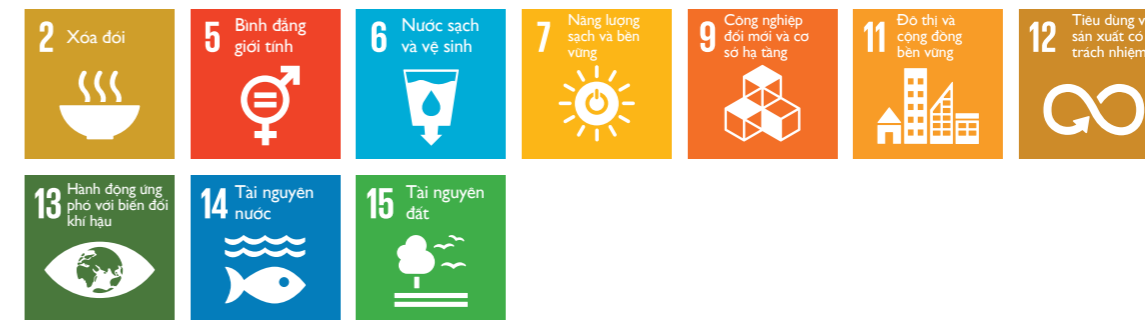 2 Xóa đói
5 Bình đẳng
giới tính
6 Nước sạch
và vệ sinh
7 Năng lượng
sạch và bền
vững
9 Công nghiệp
đổi mới và cơ
sở hạ tầng
11 Đô thị và
cộng đồng
bền vững
12 Tiêu dùng v
sản xuất có
trách nhiệm
13 Hành động ứng
phó với biến đổi
khí hậu
14 Tài nguyên
nước
15 Tài nguyên
đất